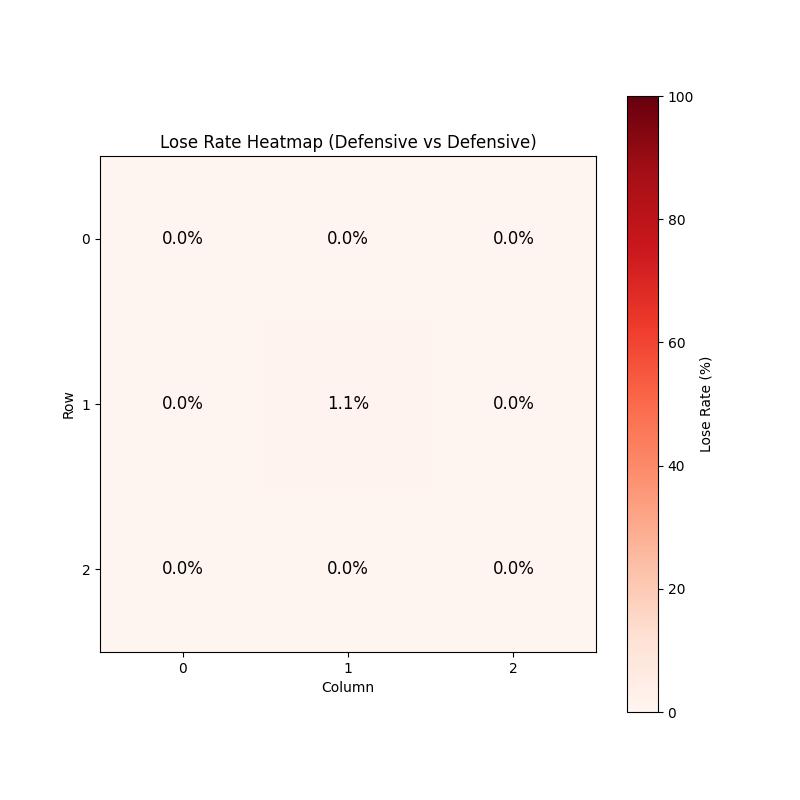 Lose Rate Heatmap (Defensive vs Defensive)
0 0.0% 0.0% 0.0%
1 0.0% 1.1% 0.0%
2 0.0% 0.0% 0.0%
0 1 2
Column
Row
100
80
60
40
20
0
Lose Rate (%)